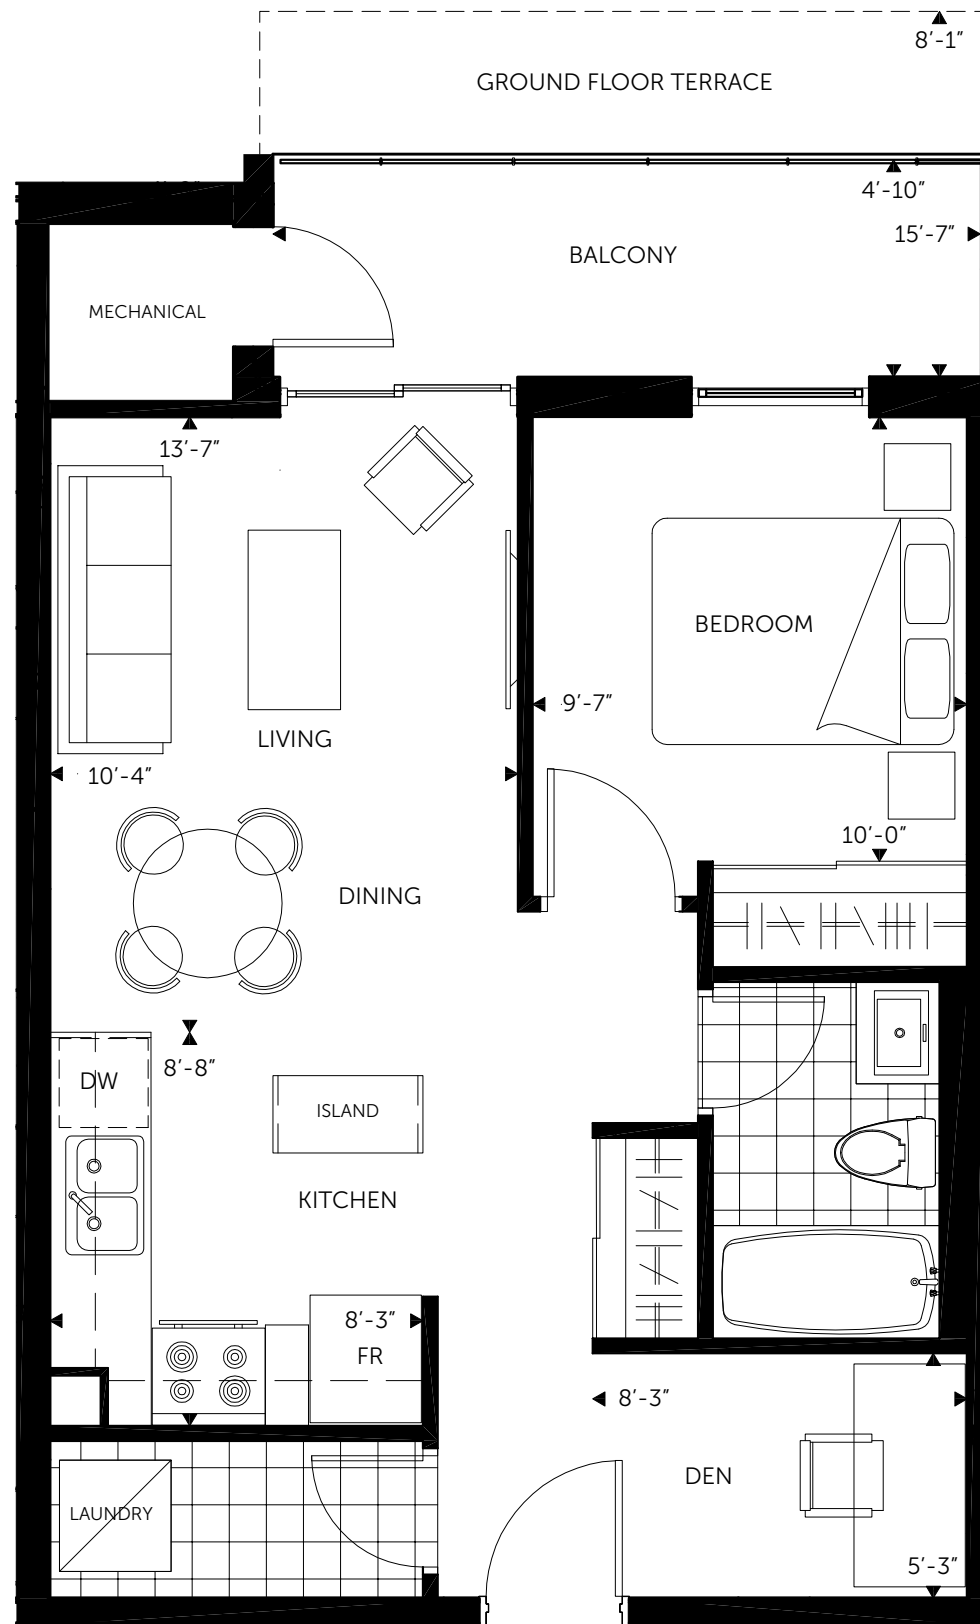 8'-1"
GROUND FLOOR TERRACE
4'-10"
15'-7"
BALCONY
MECHANICAL
13'-7"
BEDROOM
9'-7"
LIVING
10'-4"
10'-0"
DINING
8'-8"
DW
ISLAND
KITCHEN
8'-3"
FR
8'-3"
DEN
LAUNDRY
5'-3"